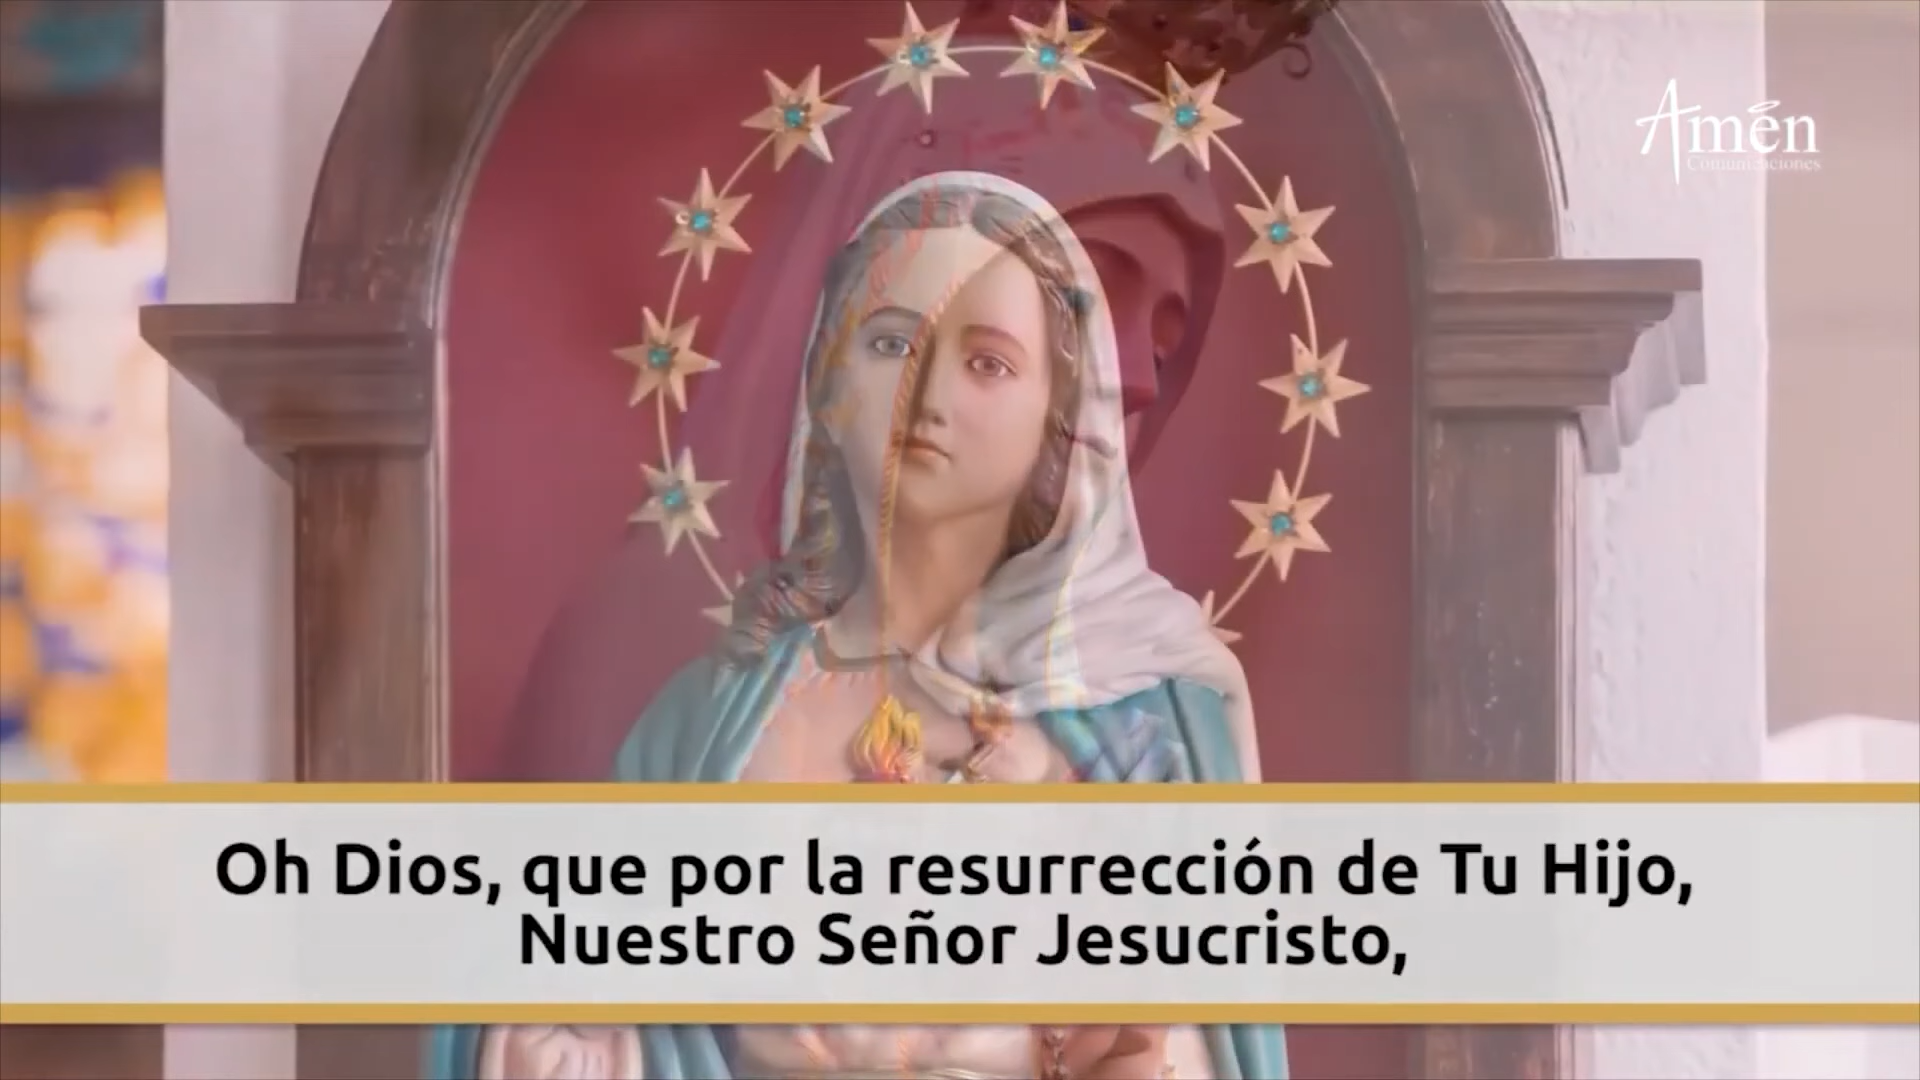 Amén
Comunicaciones
Oh Dios, que por la resurrección de Tu Hijo,
Nuestro Señor Jesucristo,